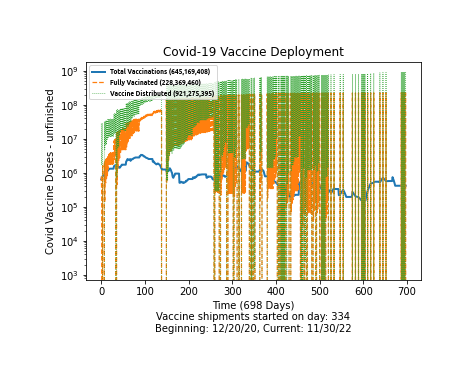 Covid-19 Vaccine Deployment
Total Vaccinations (645,169,408)
Fully Vacinated (228,369,460)
Vaccine Distributed (921,275,395)
Covid Vaccine Doses - unfinished
10⁹
10⁸
10⁷
10⁶
10⁵
10⁴
10³
0 100 200 300 400 500 600 700
Time (698 Days)
Vaccine shipments started on day: 334
Beginning: 12/20/20, Current: 11/30/22